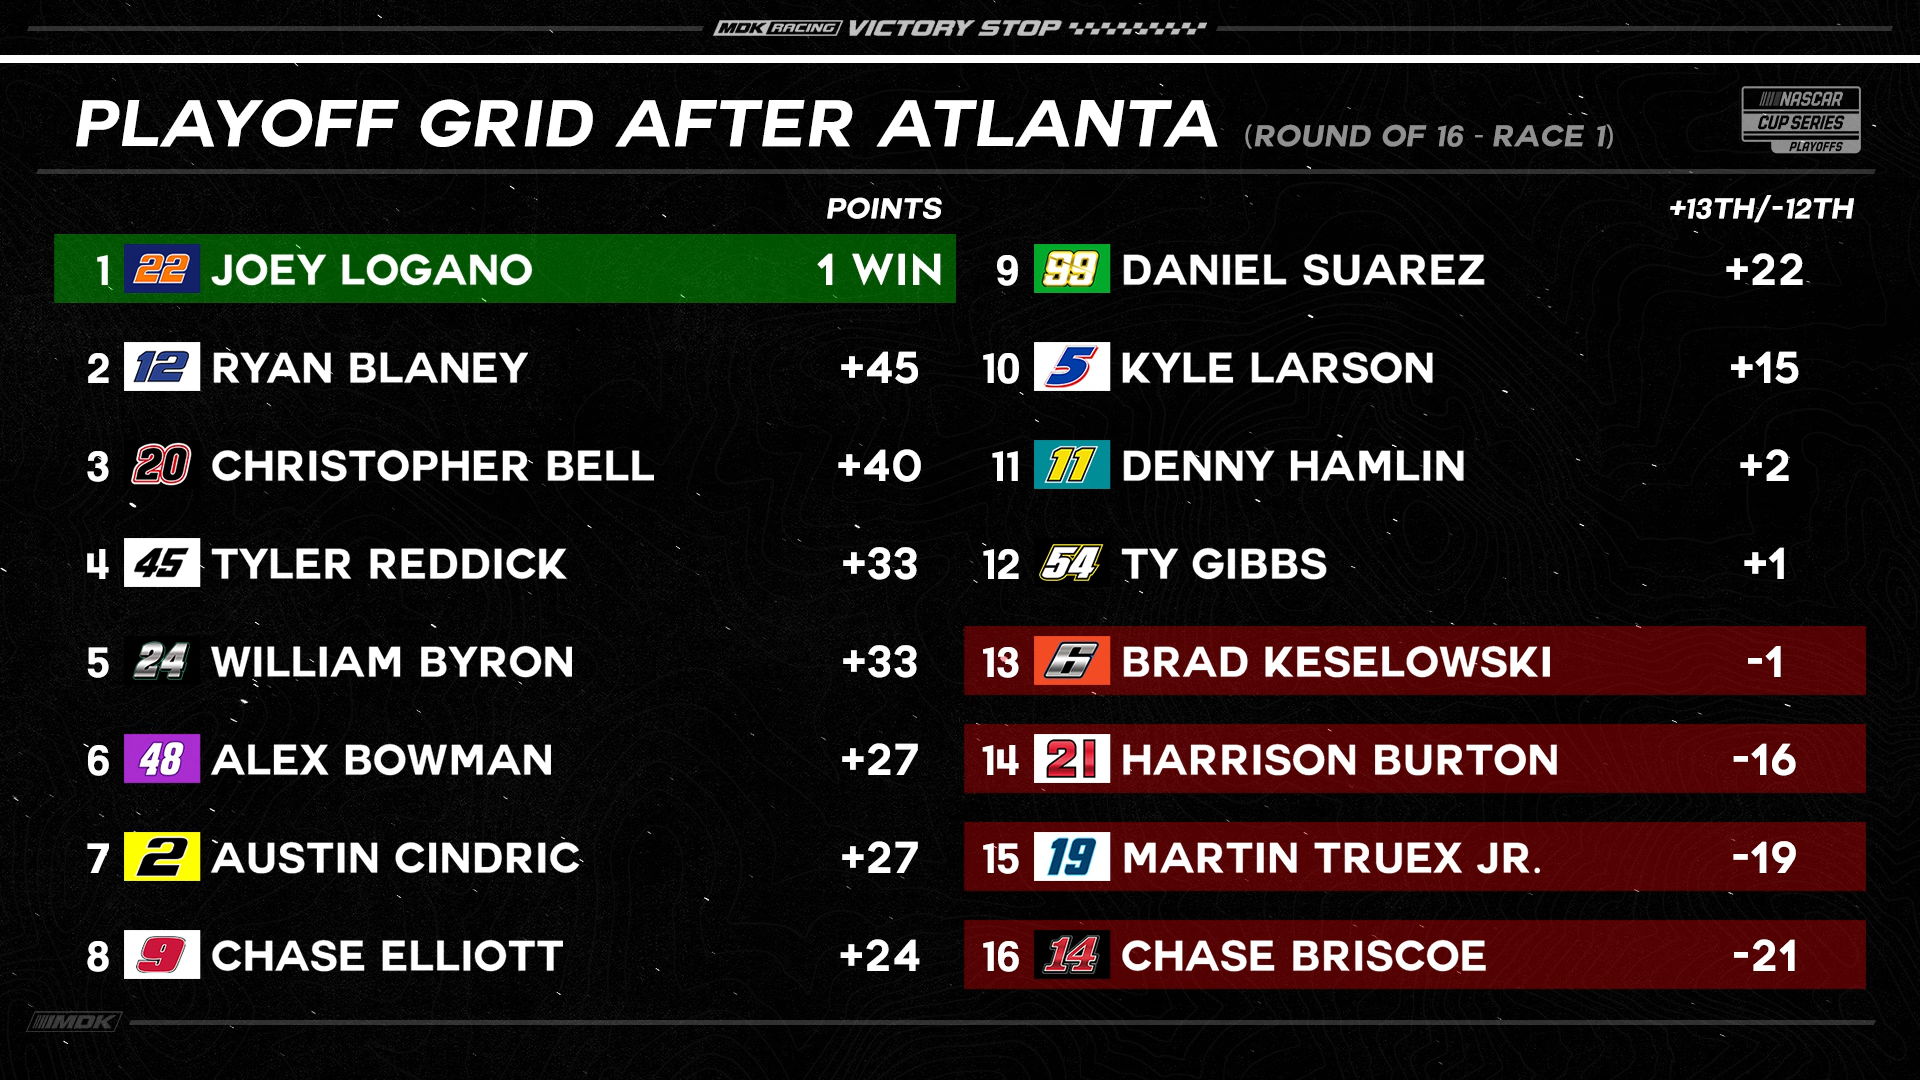 MDK RACING VICTORY STOP
PLAYOFF GRID AFTER ATLANTA (ROUND OF 16 - RACE 1)
NASCAR
CUP SERIES
PLAYOFFS
POINTS
1 22 JOEY LOGANO 1 WIN
2 12 RYAN BLANEY +45
3 20 CHRISTOPHER BELL +40
4 45 TYLER REDDICK +33
5 24 WILLIAM BYRON +33
6 48 ALEX BOWMAN +27
7 2 AUSTIN CINDRIC +27
8 9 CHASE ELLIOTT +24
+13TH/-12TH
9 99 DANIEL SUAREZ +22
10 5 KYLE LARSON +15
11 11 DENNY HAMLIN +2
12 54 TY GIBBS +1
13 6 BRAD KESELOWSKI -1
14 21 HARRISON BURTON -16
15 19 MARTIN TRUEX JR. -19
16 14 CHASE BRISCOE -21
MDK